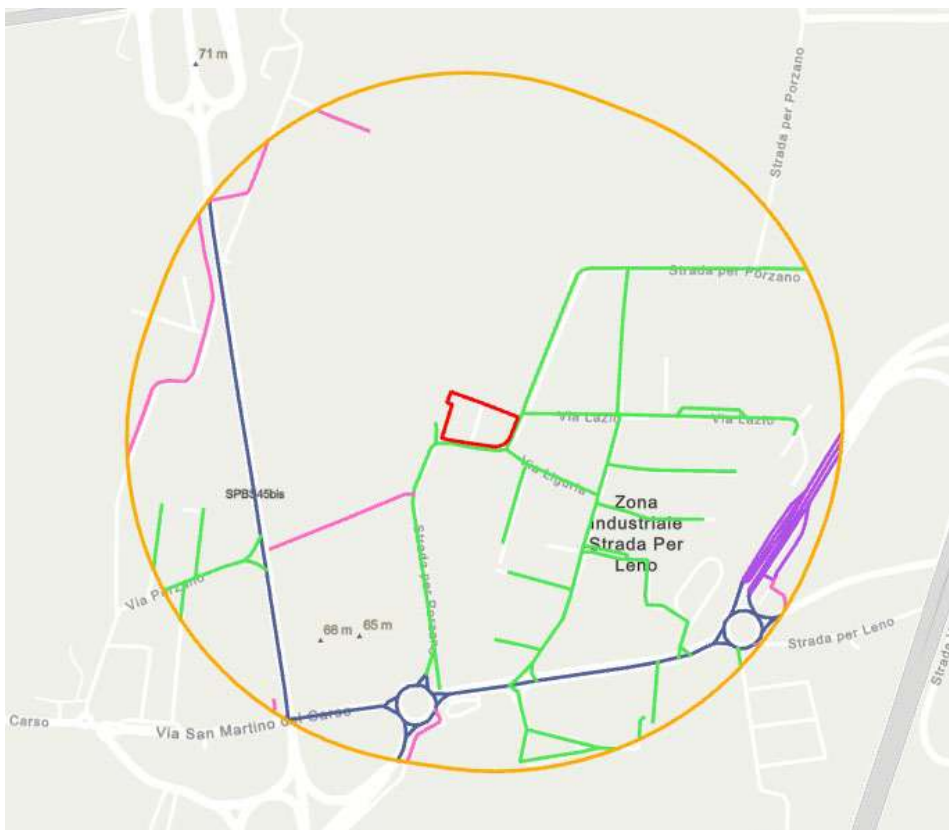 71 m
Strada per Porzano
Strada per Porzano
Via Lazio
Via Lazio
Via Liguria
SPB345bis
Zona
Industriale
Strada Per
Leno
Strada per Porzano
Via Porzano
66 m
65 m
Strada per Leno
Carso
Via San Martino del Carso